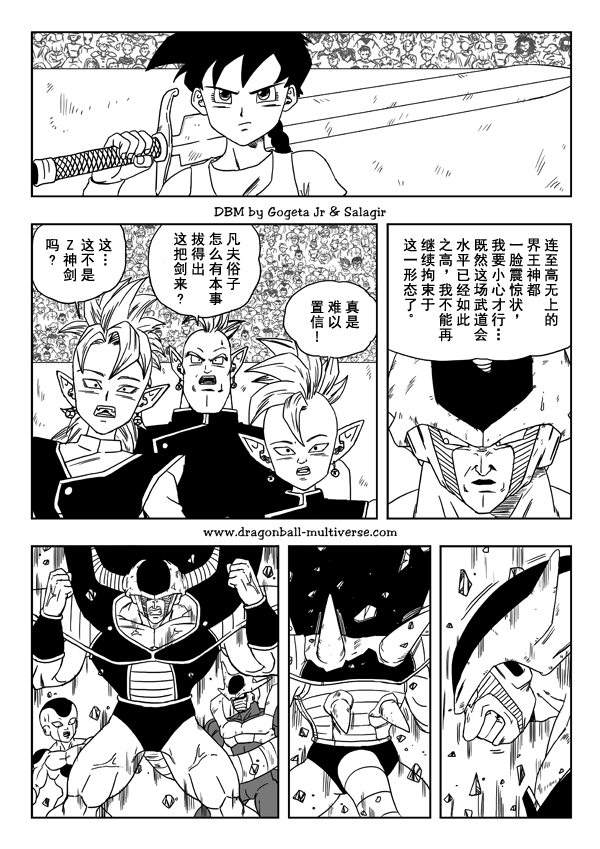 DBM by Gogeta Jr & Salagir
这…
这不是
Z神剑
吗？
凡夫俗子
怎么有本事
拔得出
这把剑来？
真是
难以
置信！
连至高无上的
界王神都
一脸震惊状，
我要小心才行…
既然这场武道会
水平已经如此
之高，我不能再
继续拘束于
这一形态了。
www.dragonball-multiverse.com